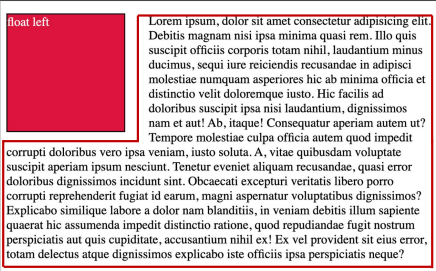 float left
Lorem ipsum, dolor sit amet consectetur adipisicing elit.
Debitis magnam nisi ipsa minima quasi rem. Illo quis
suscipit officiis corporis totam nihil, laudantium minus
ducimus, sequi iure reiciendis recusandae in adipisci
molestiae numquam asperiores hic ab minima officia et
distinctio velit doloremque iusto. Hic facilis ad
doloribus suscipit ipsa nisi laudantium, dignissimos
nam et aut! Ab, itaque! Consequatur aperiam autem ut?
Tempore molestiae culpa officia autem quod impedit
corrupti doloribus vero ipsa veniam, iusto soluta. A, vitae quibusdam voluptate
suscipit aperiam ipsum nesciunt. Tenetur eveniet aliquam recusandae, quasi error
doloribus dignissimos incidunt sint. Obcaecati excepturi veritatis libero porro
corrupti reprehenderit fugiat id earum, magni aspernatur voluptatibus dignissimos?
Explicabo similique labore a dolor nam blanditiis, in veniam debitis illum sapiente
quaerat hic assumenda impedit distinctio ratione, quod repudiandae fugit nostrum
perspiciatis aut quis cupiditate, accusantium nihil ex! Ex vel provident sit eius error,
totam delectus atque dignissimos explicabo iste officiis ipsa perspiciatis neque?